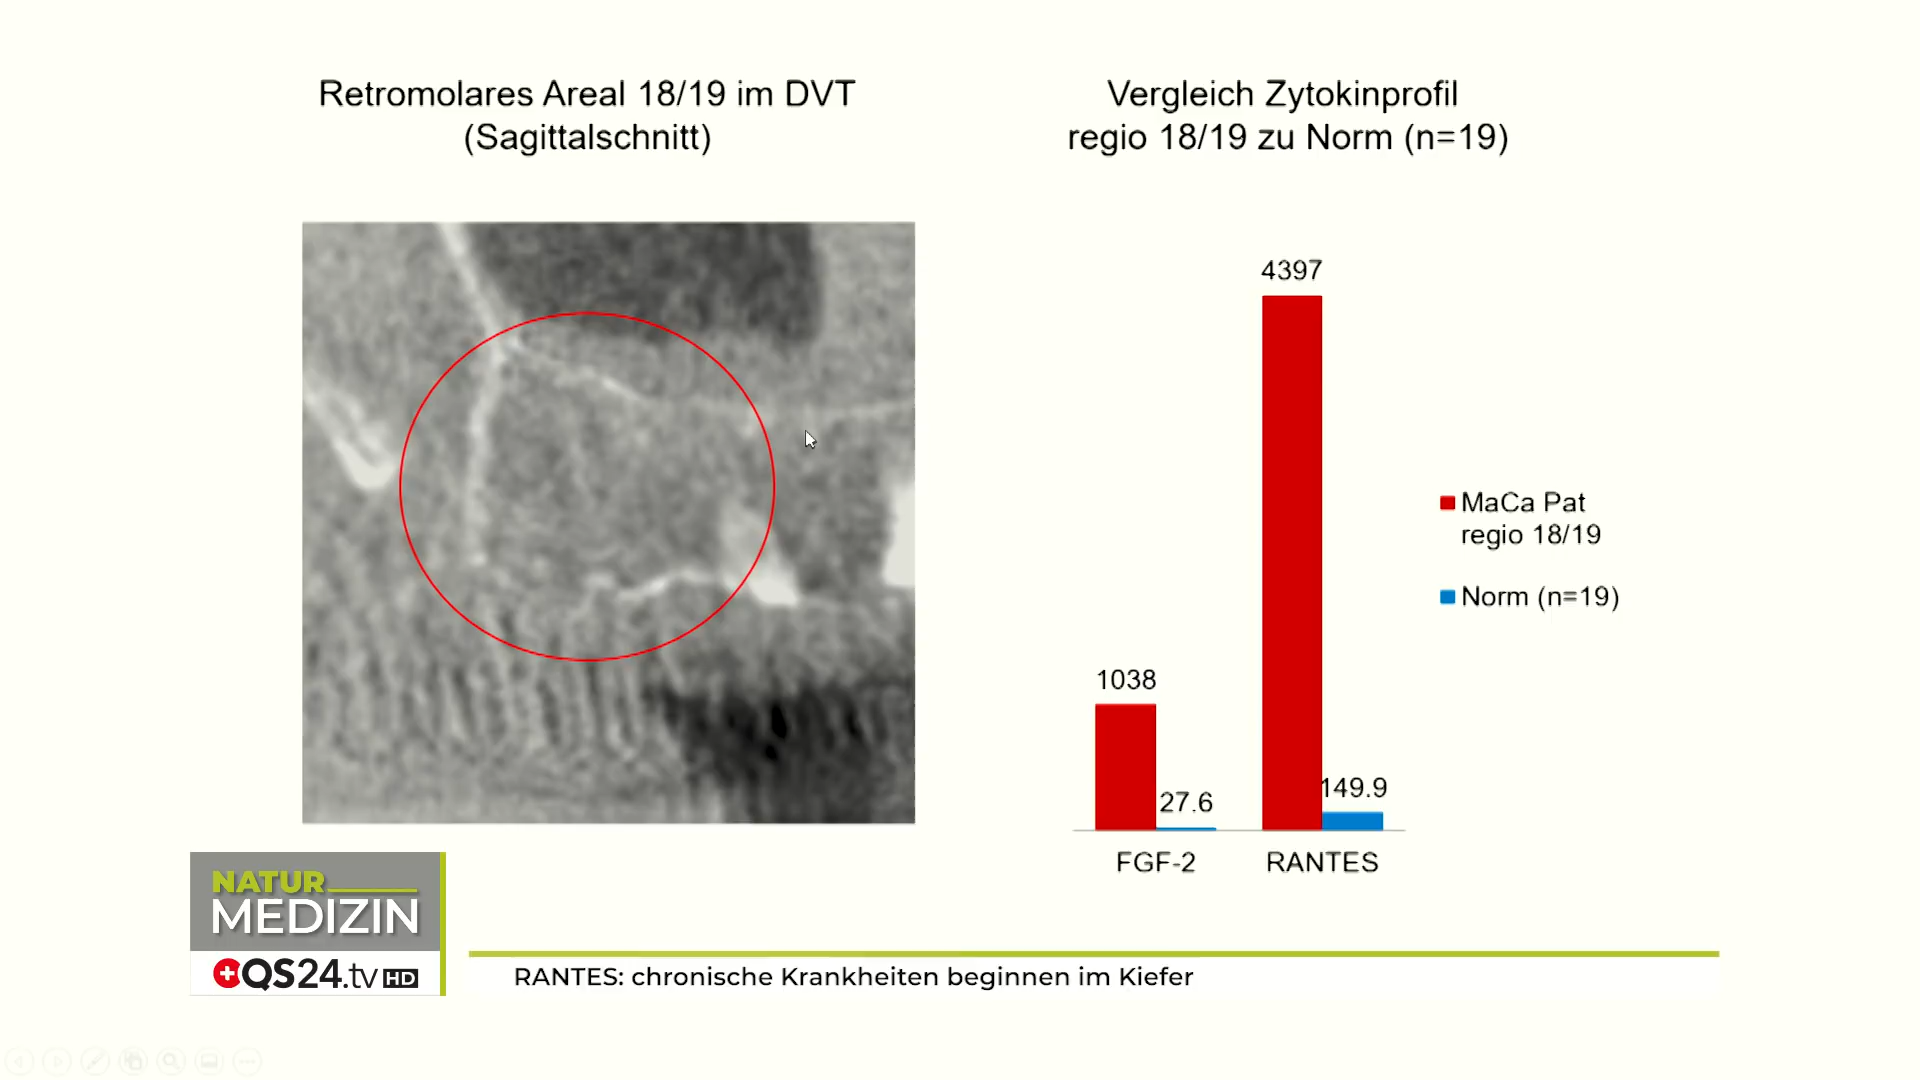 Retromolares Areal 18/19 im DVT
(Sagittalschnitt)
Vergleich Zytokinprofil
regio 18/19 zu Norm (n=19)
4397
1038
27.6
149.9
FGF-2
RANTES
MaCa Pat
regio 18/19
Norm (n=19)
NATUR
MEDIZIN
QS24.tv HD
RANTES: chronische Krankheiten beginnen im Kiefer